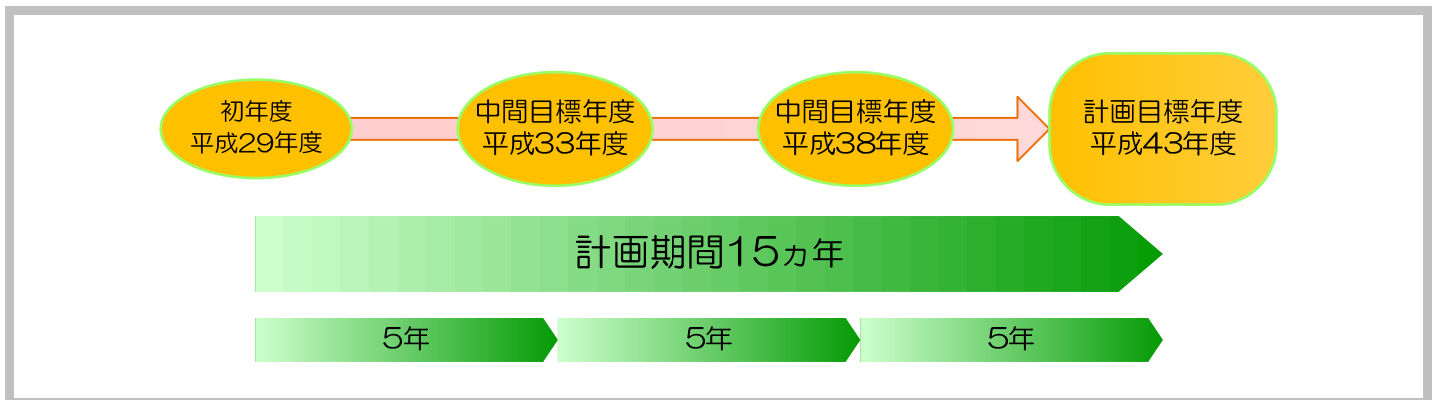 初年度
平成29年度
中間目標年度
平成33年度
中間目標年度
平成38年度
計画目標年度
平成43年度
計画期間15ヵ年
5年
5年
5年